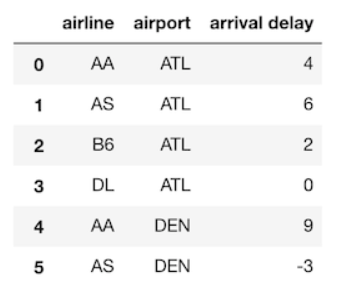 airline airport arrival delay
0 AA ATL 4
1 AS ATL 6
2 B6 ATL 2
3 DL ATL 0
4 AA DEN 9
5 AS DEN -3